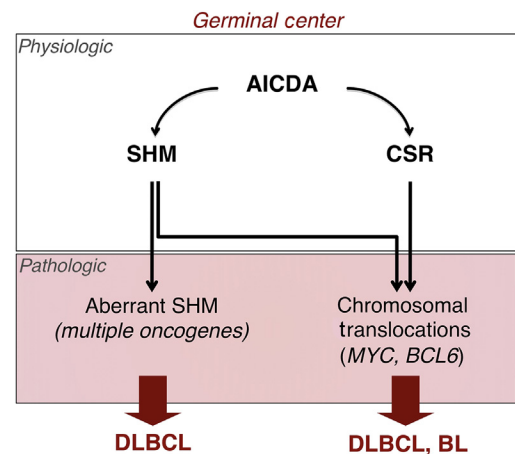 Germinal center
Physiologic
AICDA
SHM
CSR
Pathologic
Aberrant SHM
(multiple oncogenes)
Chromosomal
translocations
(MYC, BCL6)
DLBCL
DLBCL, BL